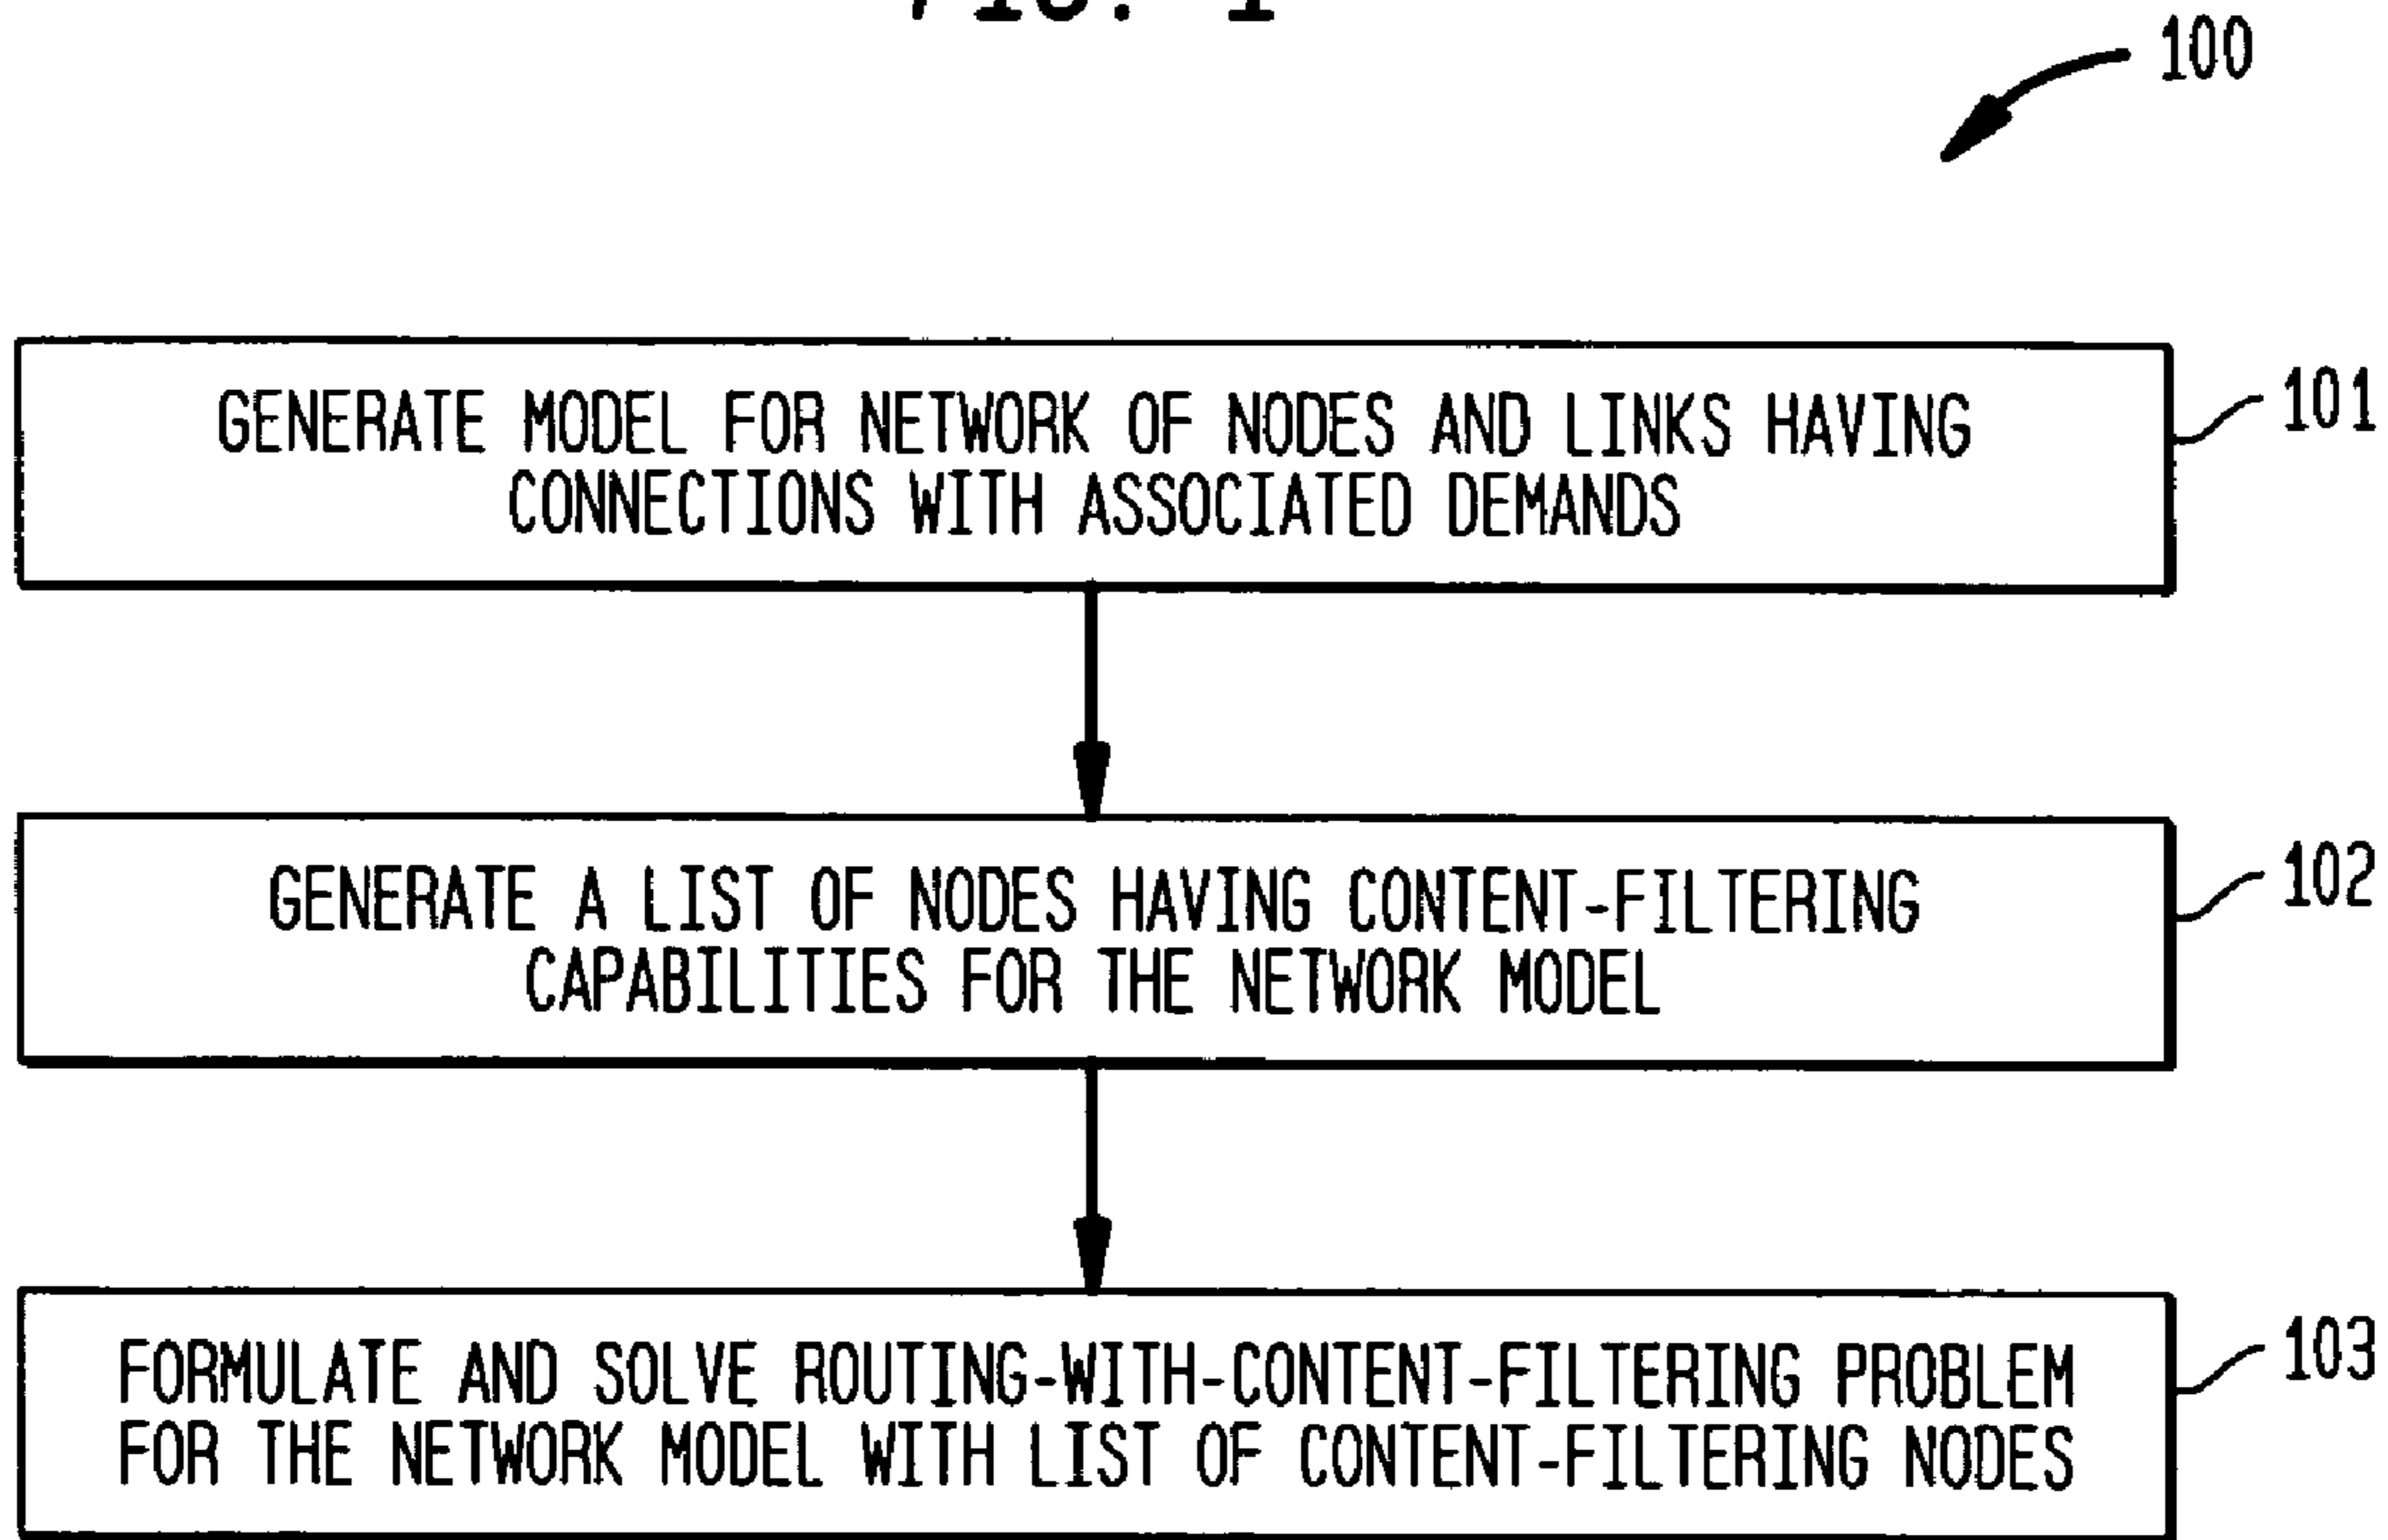 FIG. 1
100
GENERATE MODEL FOR NETWORK OF NODES AND LINKS HAVING
CONNECTIONS WITH ASSOCIATED DEMANDS
101
GENERATE A LIST OF NODES HAVING CONTENT-FILTERING
CAPABILITIES FOR THE NETWORK MODEL
102
FORMULATE AND SOLVE ROUTING-WITH-CONTENT-FILTERING PROBLEM
FOR THE NETWORK MODEL WITH LIST OF CONTENT-FILTERING NODES
103